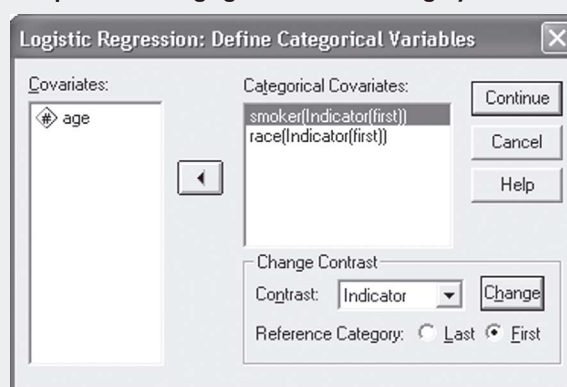 Logistic Regression: Define Categorical Variables
Covariates:
age
Categorical Covariates:
smoker(Indicator(first))
race(Indicator(first))
Continue
Cancel
Help
Change Contrast
Contrast: Indicator Change
Reference Category: Last First